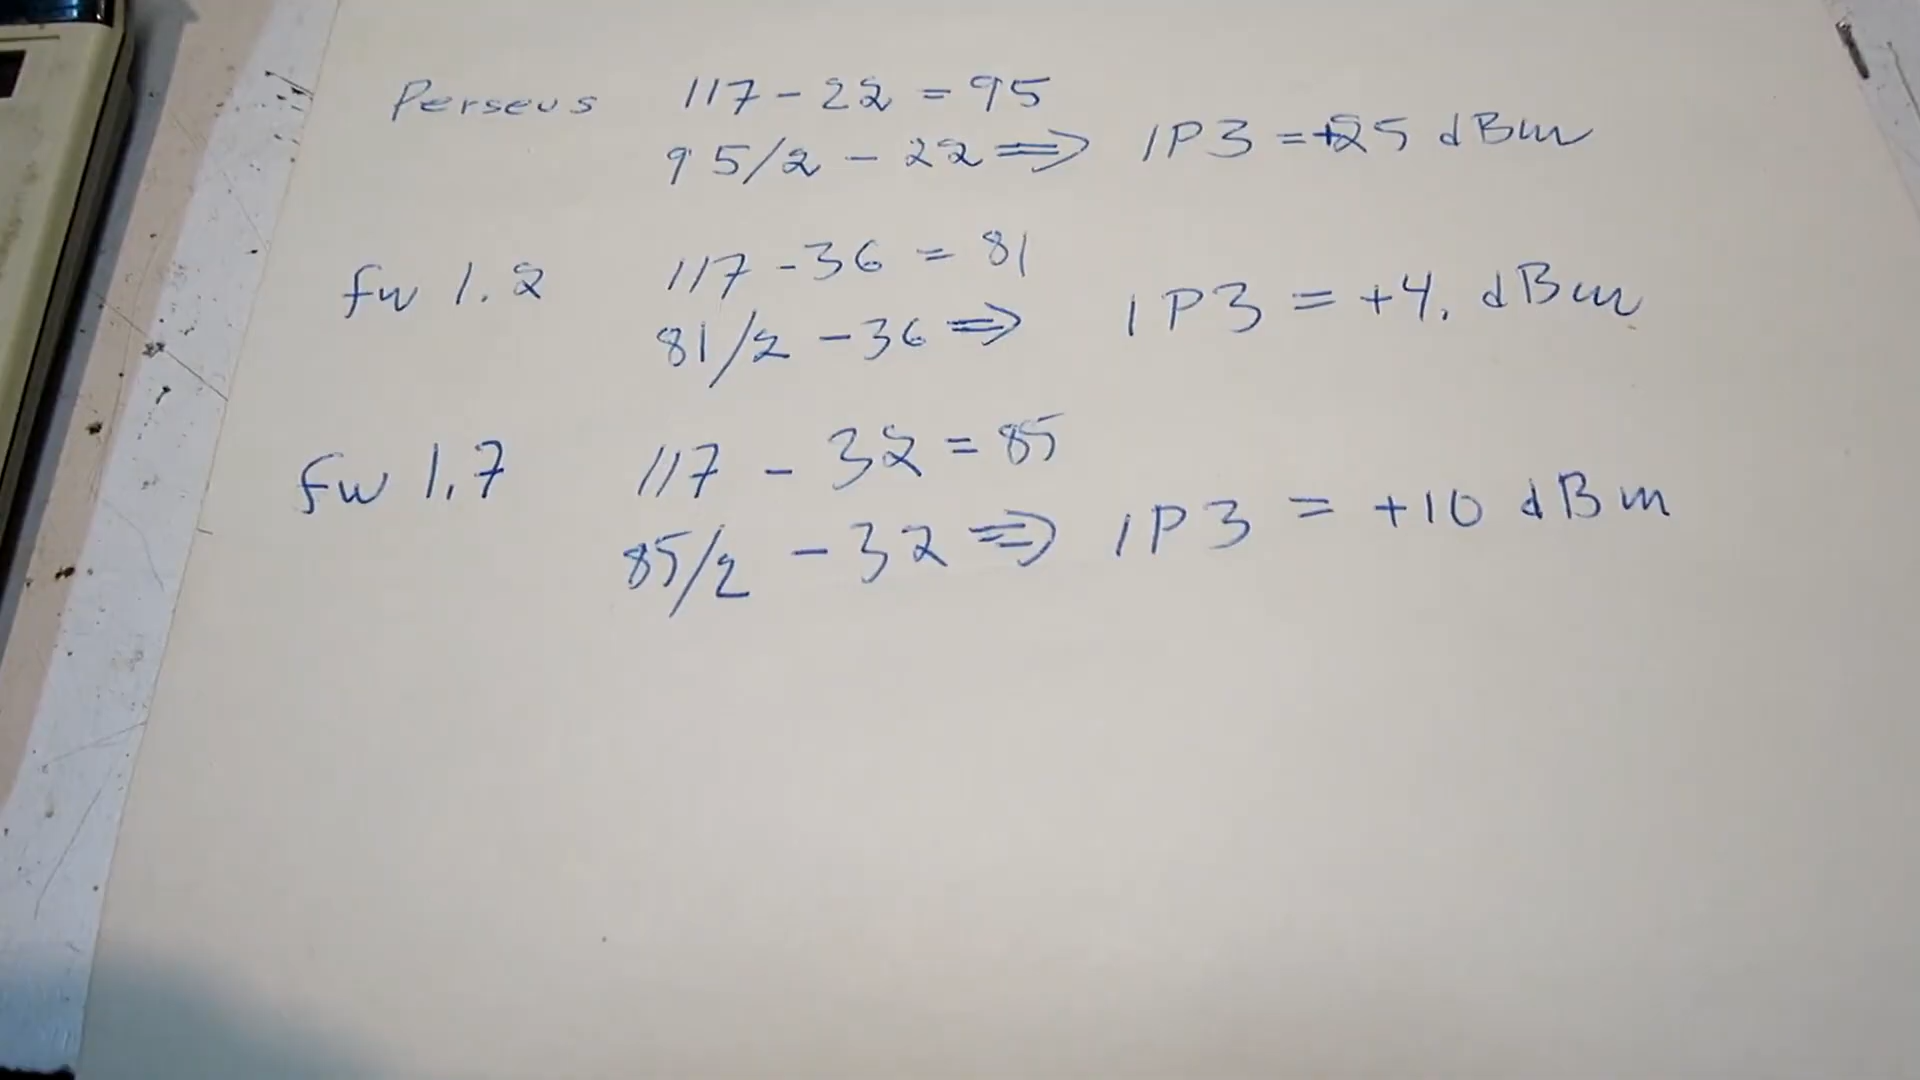 Perseus 117 - 22 = 95
95/2 - 22 ⇒ IP3 = +25 dBm
fw 1.2 117 - 36 = 81
81/2 - 36 ⇒ IP3 = +4. dBm
fw 1.7 117 - 32 = 85
85/2 - 32 ⇒ IP3 = +10 dBm